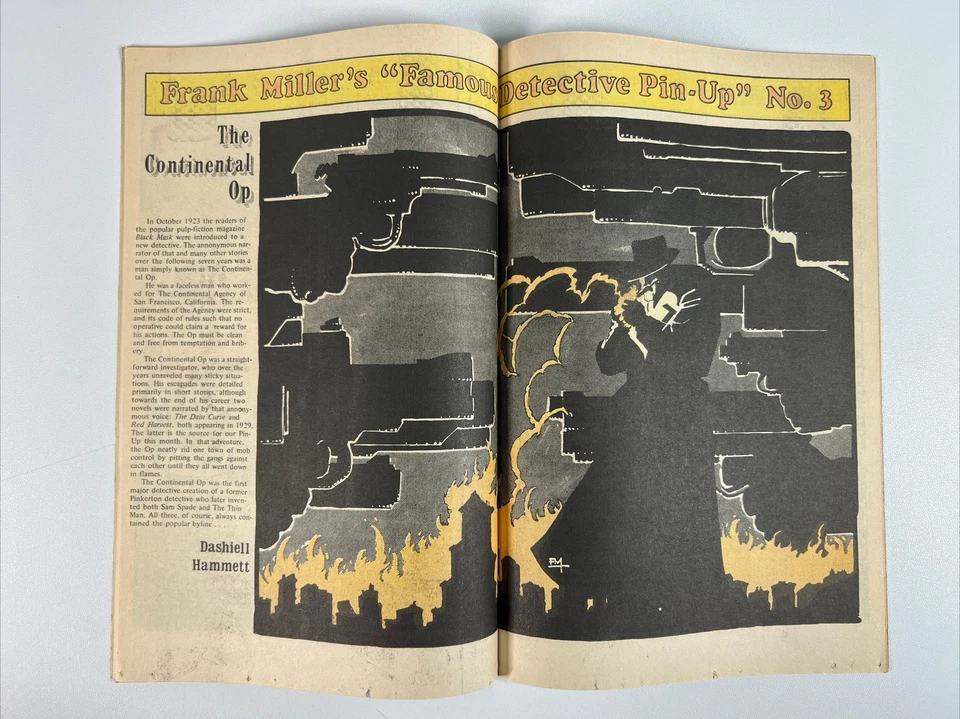 Frank Miller's "Famous Detective Pin-Up" No. 3
The
Continental
Op
In October 1923 the readers of
the popular pulp-fiction magazine
Black Mask were introduced to a
new detective. The annonymous nar-
rator of that and many other stories
over the following seven years was a
man simply known as The Continen-
tal Op.
He was a faceless man who work-
ed for The Continental Agency of
San Francisco, California. The re-
quirements of the Agency were strict,
and its code of rules such that no
operative could claim a reward for
his actions. The Op must be clean
and free from temptation and brib-
ery.
The Continental Op was a straight-
forward investigator, who over the
years unraveled many sticky situa-
tions. His escapades were detailed
primarily in short stories, although
towards the end of his career two
novels were narrated by that annony-
mous voice: The Dain Curse and
Red Harvest, both appearing in 1929.
The latter is the source for our Pin-
Up this month. In that adventure,
the Op neatly rid one town of mob
control by pitting the gangs against
each other until they all went down
in flames.
The Continental Op was the first
major detective creation of a former
Pinkerton detective who later inven-
ted both Sam Spade and The Thin
Man. All three, of course, always con-
tained the popular byline . . .
Dashiell
Hammett
FM